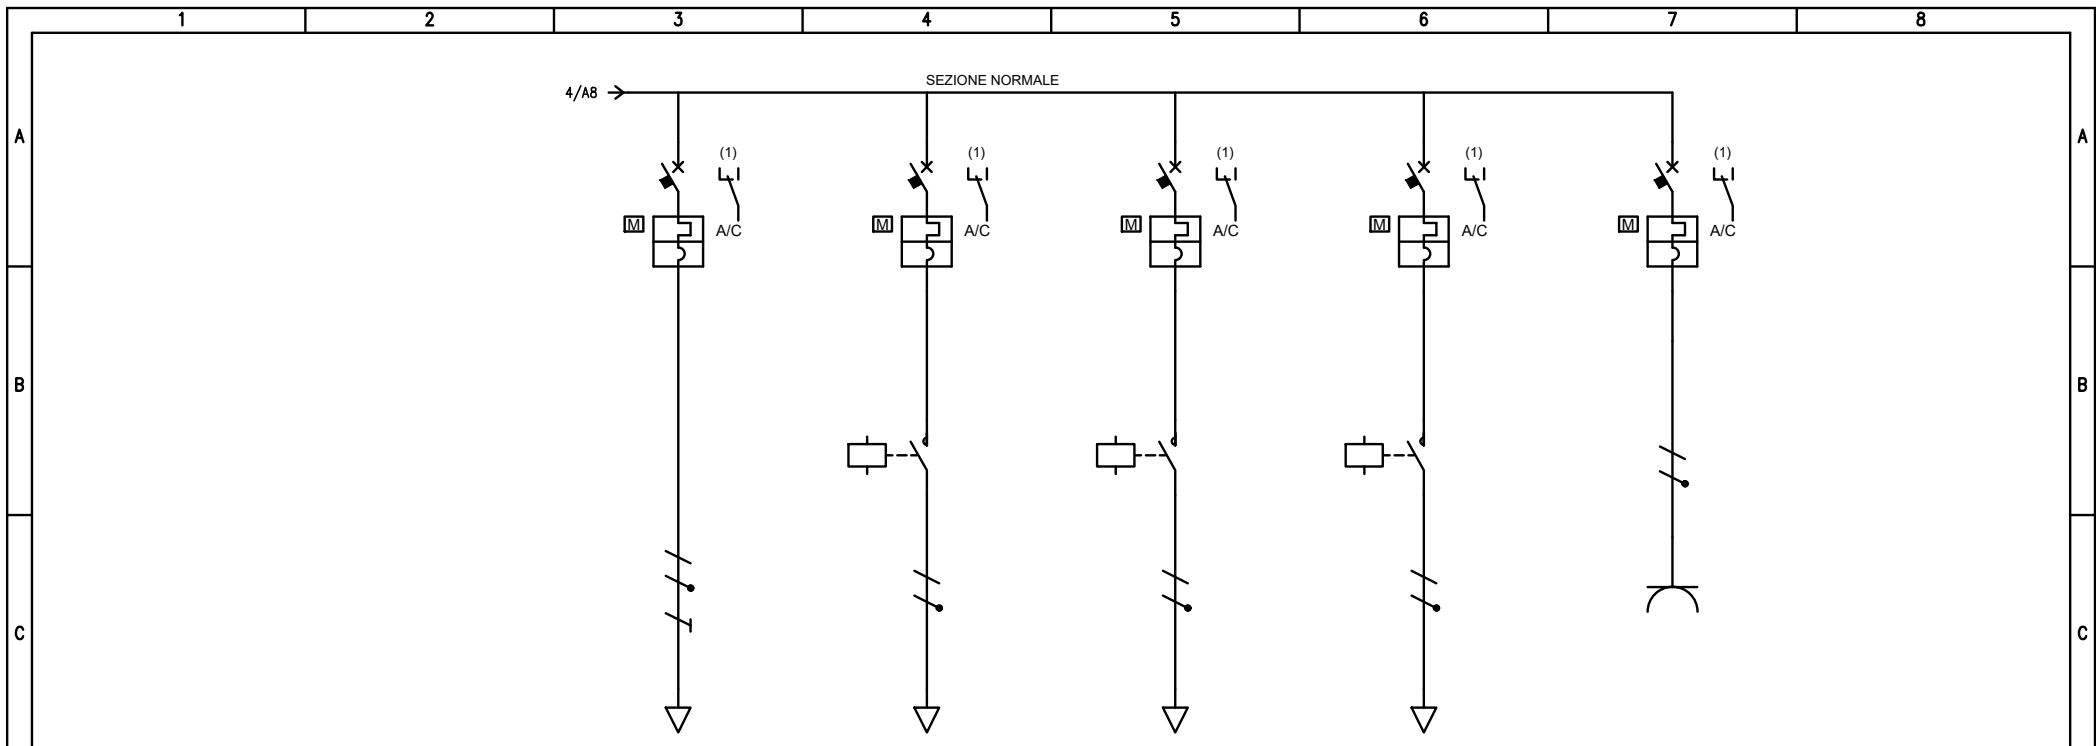 1 2 3 4 5 6 7 8
SEZIONE NORMALE
4/A8
A A
(1) (1) (1) (1) (1)
M A/C M A/C M A/C M A/C M A/C
B B
C C